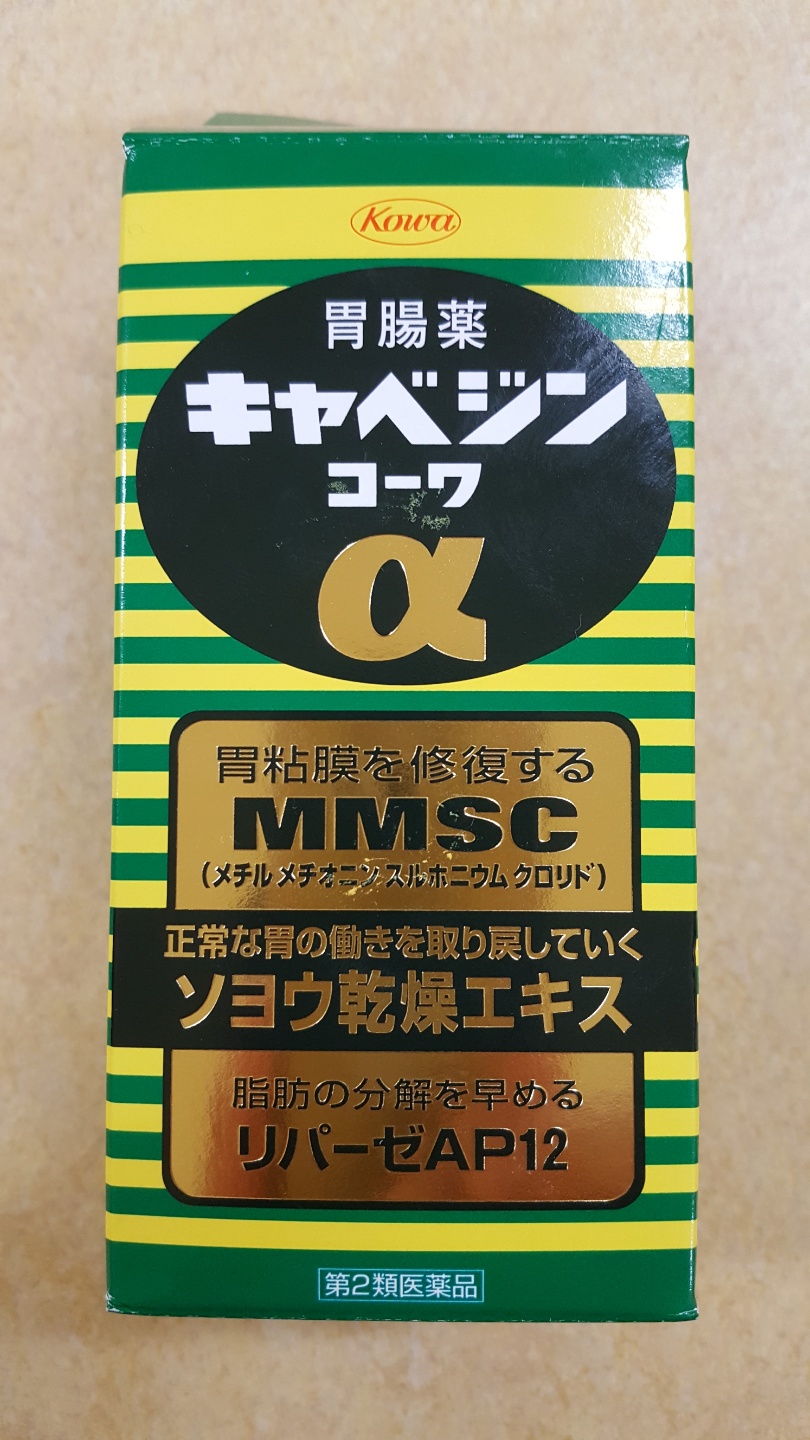 Kowa
胃腸薬
キャベジン
コーワ
α
胃粘膜を修復する
MMSC
(メチル メチオニン スルホニウム クロリド)
正常な胃の働きを取り戻していく
ソヨウ乾燥エキス
脂肪の分解を早める
リパーゼAP12
第2類医薬品